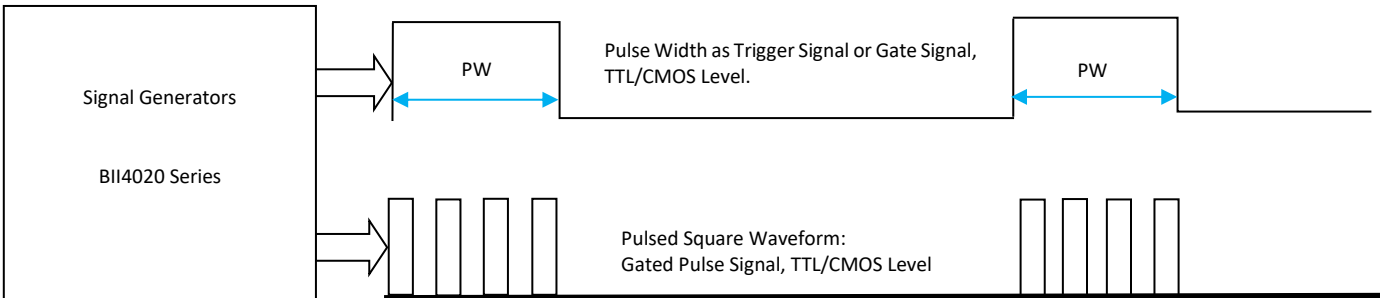 Signal Generators
BII4020 Series
PW
Pulse Width as Trigger Signal or Gate Signal,
TTL/CMOS Level.
PW
Pulsed Square Waveform:
Gated Pulse Signal, TTL/CMOS Level